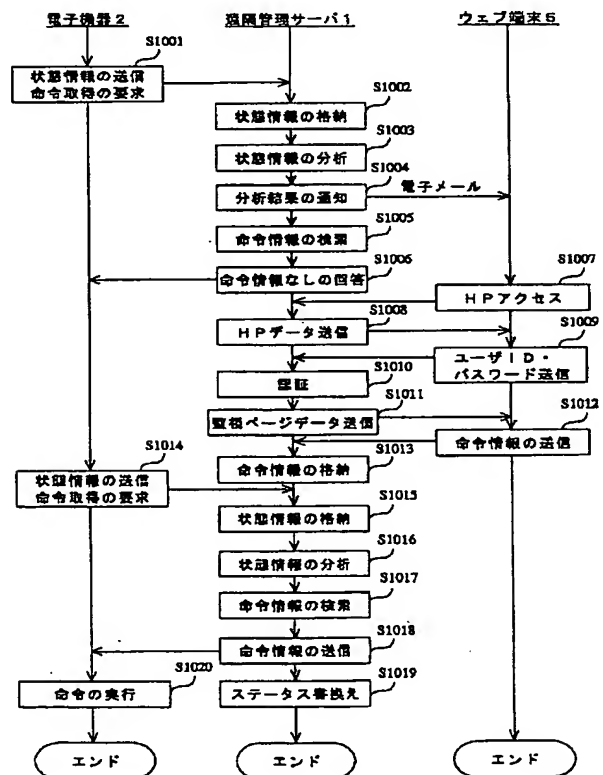 電子機器2
遠隔管理サーバ1
ウェブ端末5
S1001
状態情報の送信
命令取得の要求
S1002
状態情報の格納
S1003
状態情報の分析
S1004
分析結果の通知
電子メール
S1005
命令情報の検索
S1006
命令情報なしの回答
S1007
HPアクセス
S1008
HPデータ送信
S1009
ユーザID・
パスワード送信
S1010
認証
S1011
監視ページデータ送信
S1012
命令情報の送信
S1013
命令情報の格納
S1014
状態情報の送信
命令取得の要求
S1015
状態情報の格納
S1016
状態情報の分析
S1017
命令情報の検索
S1018
命令情報の送信
S1019
ステータス書換え
S1020
命令の実行
エンド
エンド
エンド